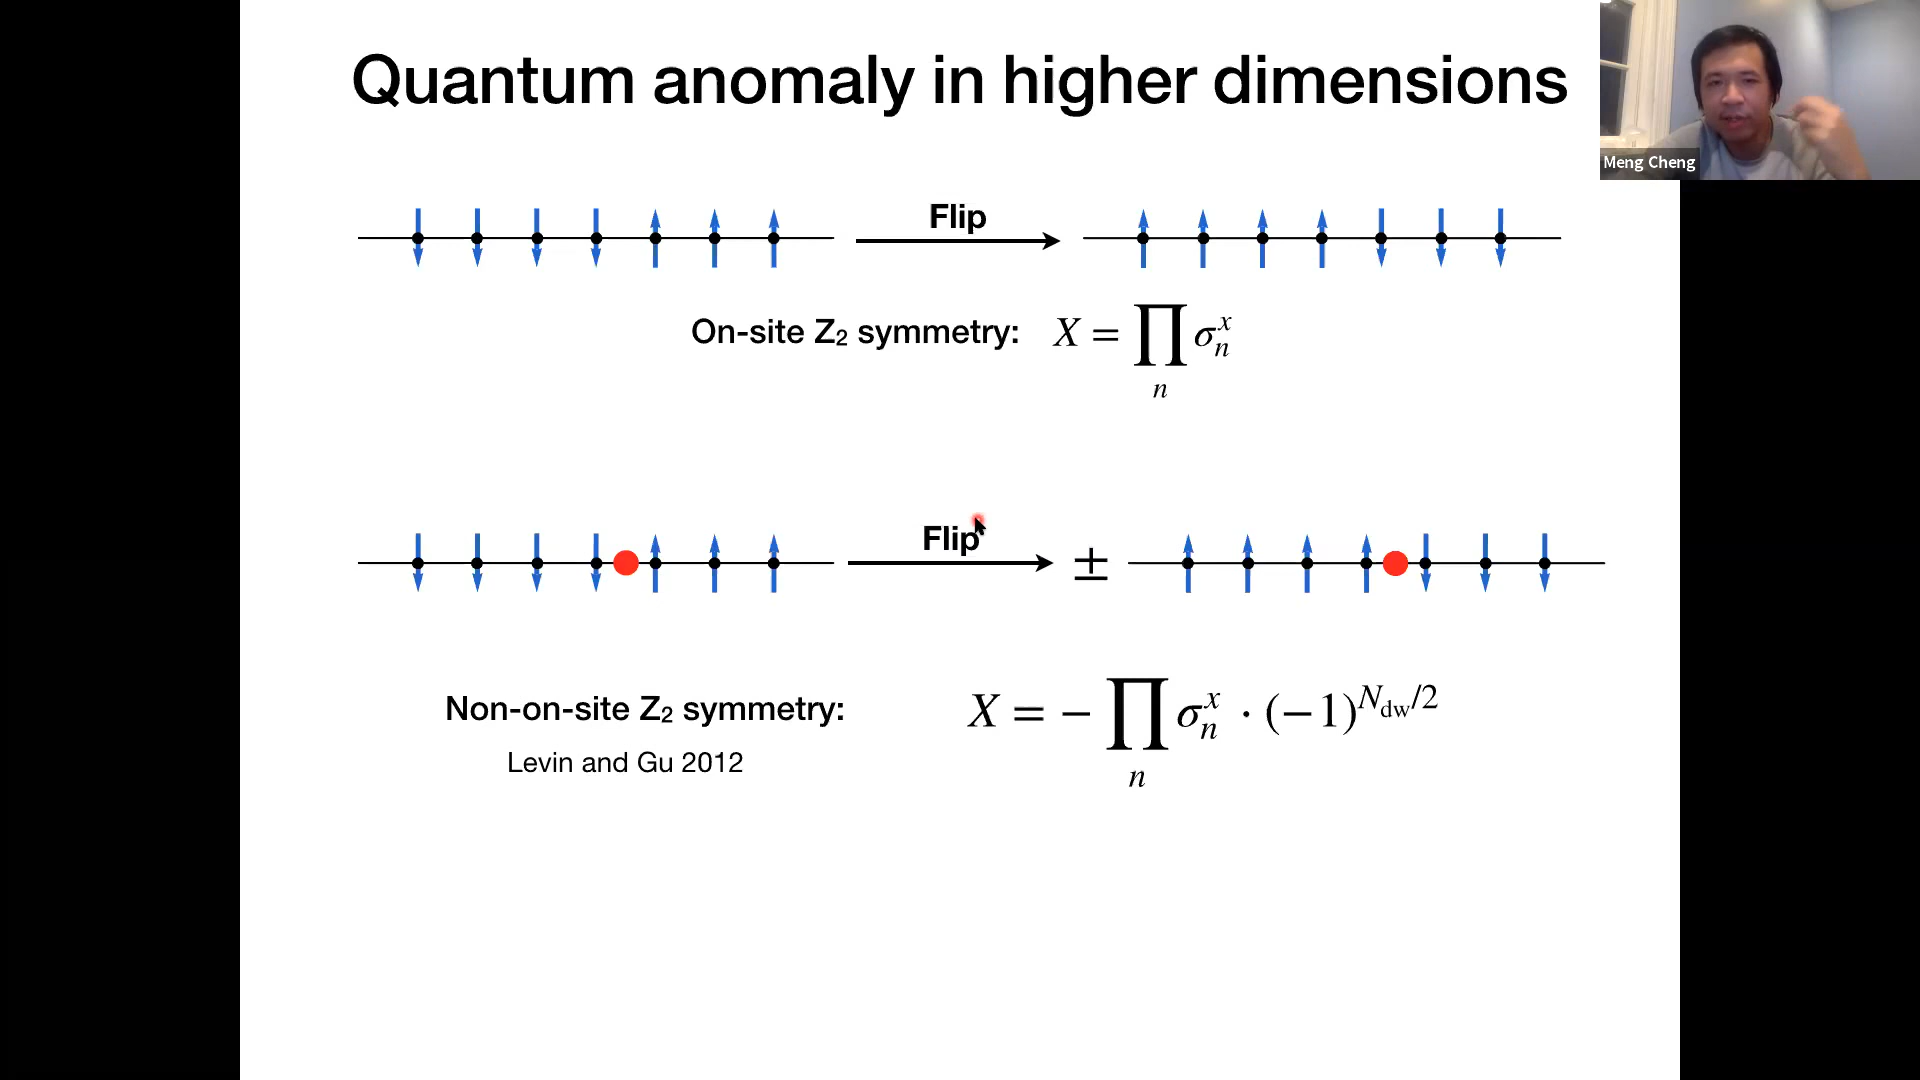 Quantum anomaly in higher dimensions
Meng Cheng
Flip
On-site Z₂ symmetry: X = ∏ₙ σₙˣ
Flip
±
Non-on-site Z₂ symmetry: X = − ∏ₙ σₙˣ · (−1)^{N_dw/2}
Levin and Gu 2012